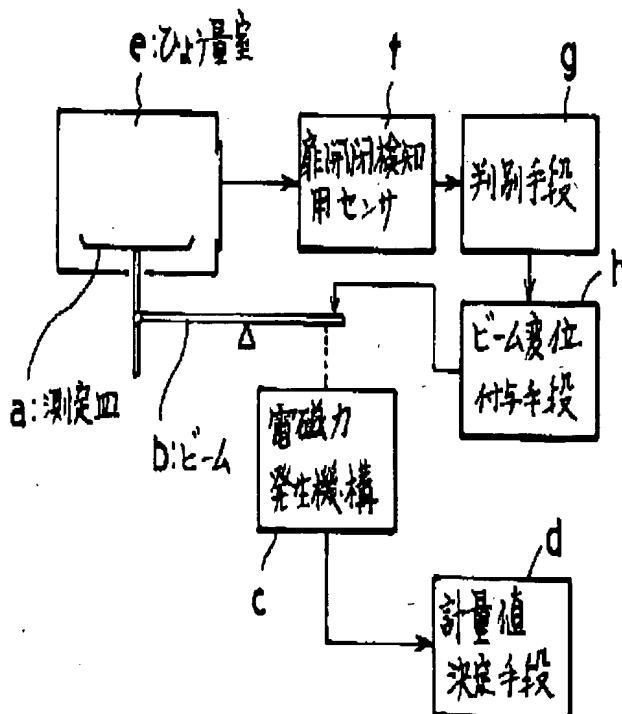 e:ひょう量室
f
g
扉開閉検知
用センサ
判別手段
h
ビーム変位
付与手段
a:測定皿
b:ビーム
電磁力
発生機構
c
d
計量値
決定手段